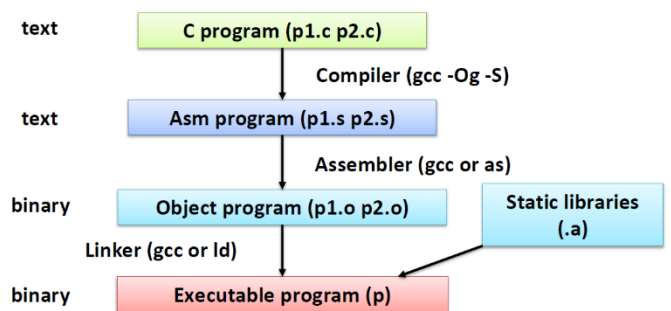 text
C program (p1.c p2.c)
Compiler (gcc -Og -S)
text
Asm program (p1.s p2.s)
Assembler (gcc or as)
binary
Object program (p1.o p2.o)
Static libraries
(.a)
Linker (gcc or ld)
binary
Executable program (p)